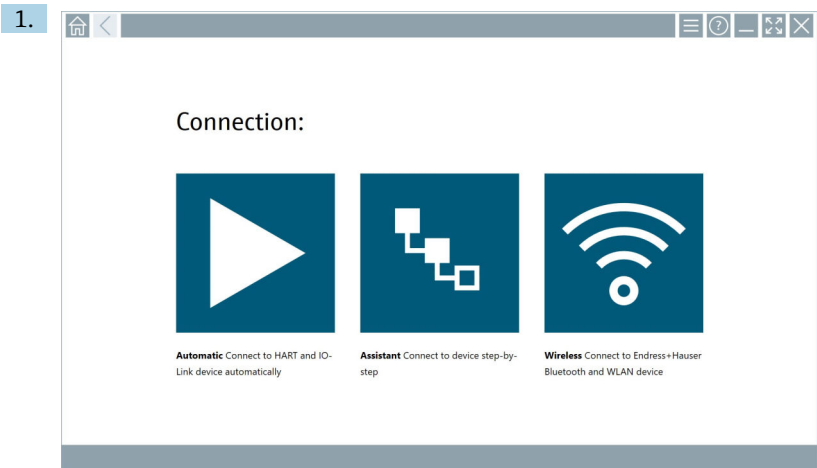 1.
Connection:
Automatic Connect to HART and IO-
Link device automatically
Assistant Connect to device step-by-
step
Wireless Connect to Endress+Hauser
Bluetooth and WLAN device